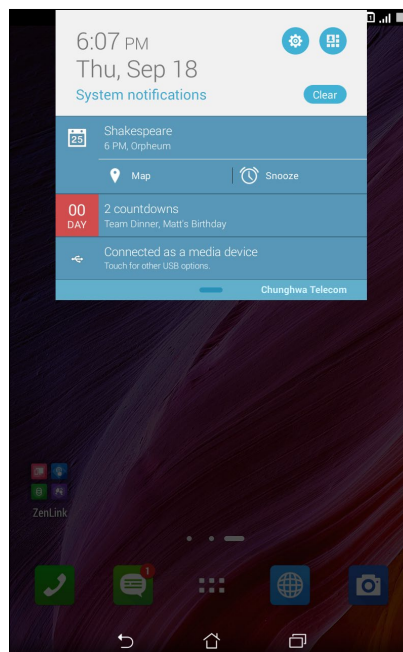 6:07 PM
Thu, Sep 18
System notifications
Clear
25
Shakespeare
6 PM, Orpheum
Map
Snooze
00
DAY
2 countdowns
Team Dinner, Matt's Birthday
Connected as a media device
Touch for other USB options.
Chunghwa Telecom
ZenLink
1